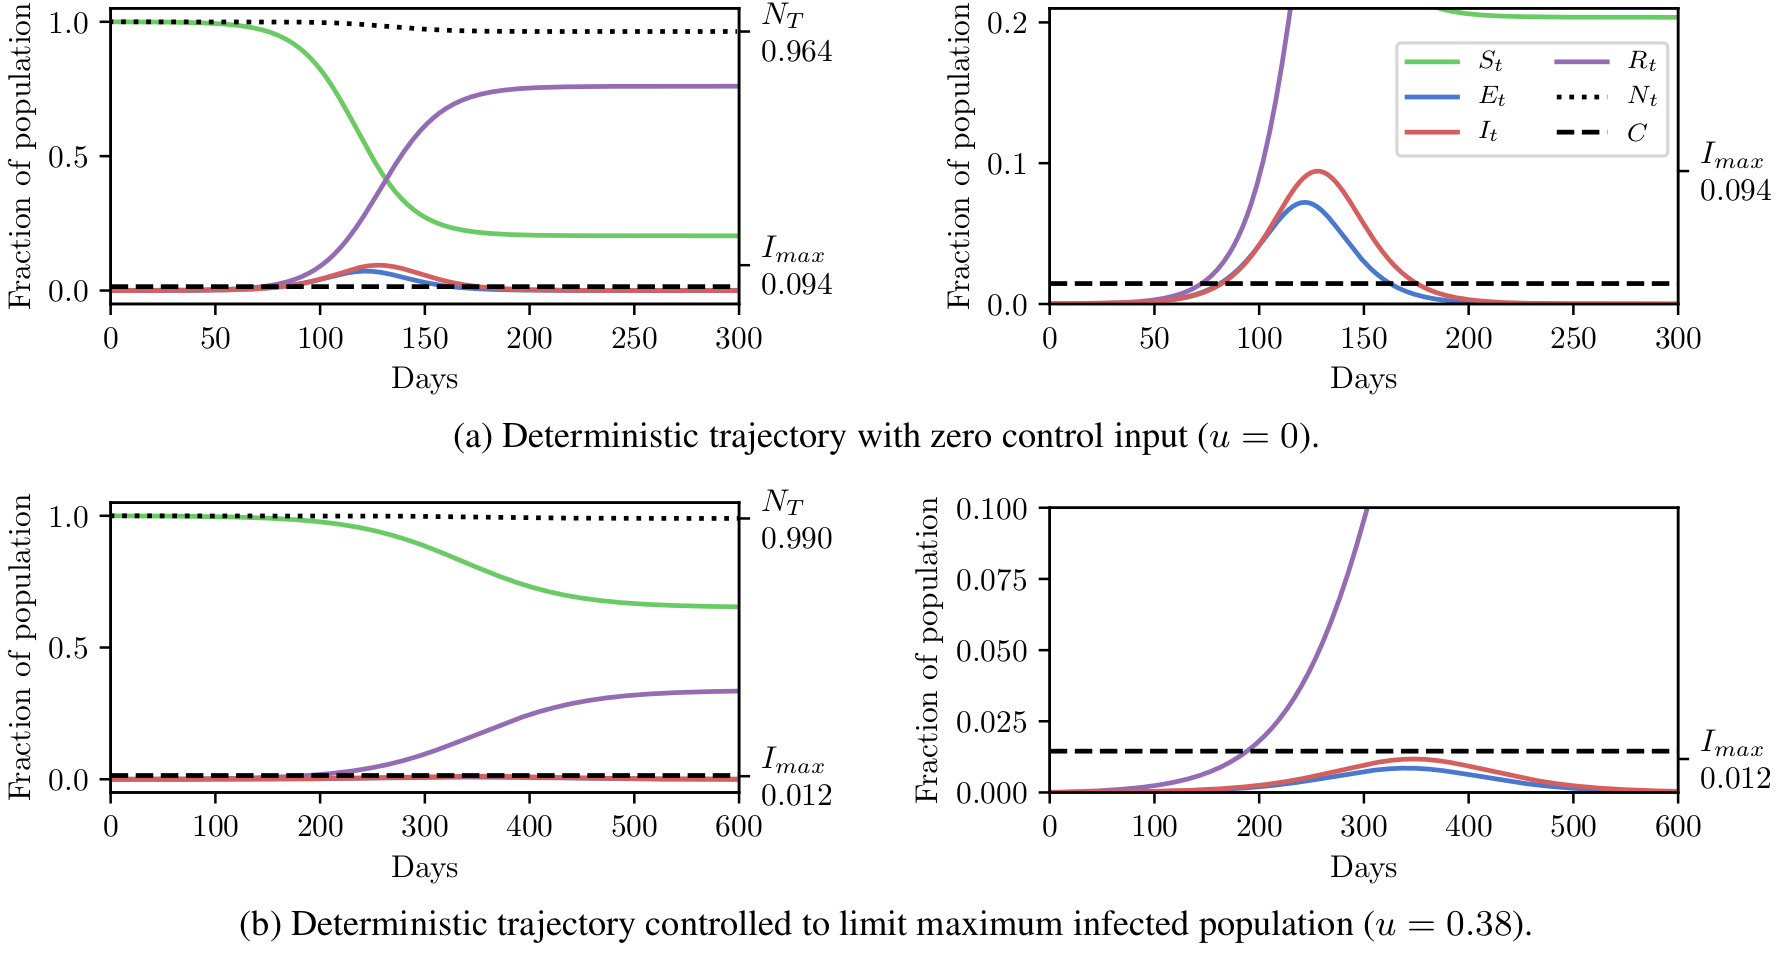 Fraction of population
1.0
0.5
0.0
0 50 100 150 200 250 300
Days
N_T
0.964
I_max
0.094
Fraction of population
0.2
0.1
0.0
0 50 100 150 200 250 300
Days
S_t R_t
E_t N_t
I_t C
I_max
0.094
(a) Deterministic trajectory with zero control input (u = 0).
Fraction of population
1.0
0.5
0.0
0 100 200 300 400 500 600
Days
N_T
0.990
I_max
0.012
Fraction of population
0.100
0.075
0.050
0.025
0.000
0 100 200 300 400 500 600
Days
I_max
0.012
(b) Deterministic trajectory controlled to limit maximum infected population (u = 0.38).